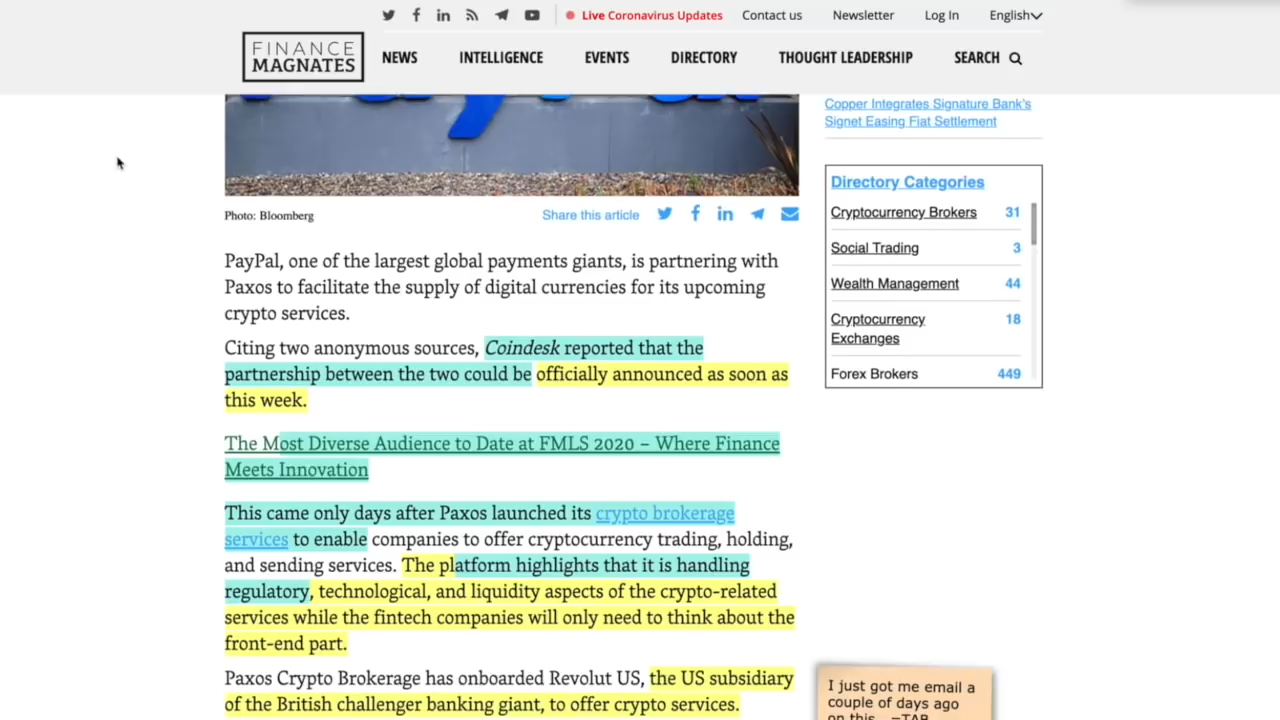 Live Coronavirus Updates Contact us Newsletter Log In English
FINANCE
MAGNATES
NEWS INTELLIGENCE EVENTS DIRECTORY THOUGHT LEADERSHIP SEARCH
Photo: Bloomberg Share this article
PayPal, one of the largest global payments giants, is partnering with
Paxos to facilitate the supply of digital currencies for its upcoming
crypto services.
Citing two anonymous sources, Coindesk reported that the
partnership between the two could be officially announced as soon as
this week.
The Most Diverse Audience to Date at FMLS 2020 – Where Finance
Meets Innovation
This came only days after Paxos launched its crypto brokerage
services to enable companies to offer cryptocurrency trading, holding,
and sending services. The platform highlights that it is handling
regulatory, technological, and liquidity aspects of the crypto-related
services while the fintech companies will only need to think about the
front-end part.
Paxos Crypto Brokerage has onboarded Revolut US, the US subsidiary
of the British challenger banking giant, to offer crypto services.
Copper Integrates Signature Bank's
Signet Easing Fiat Settlement
Directory Categories
Cryptocurrency Brokers 31
Social Trading 3
Wealth Management 44
Cryptocurrency 18
Exchanges
Forex Brokers 449
I just got me email a
couple of days ago
on this.. ~TAB